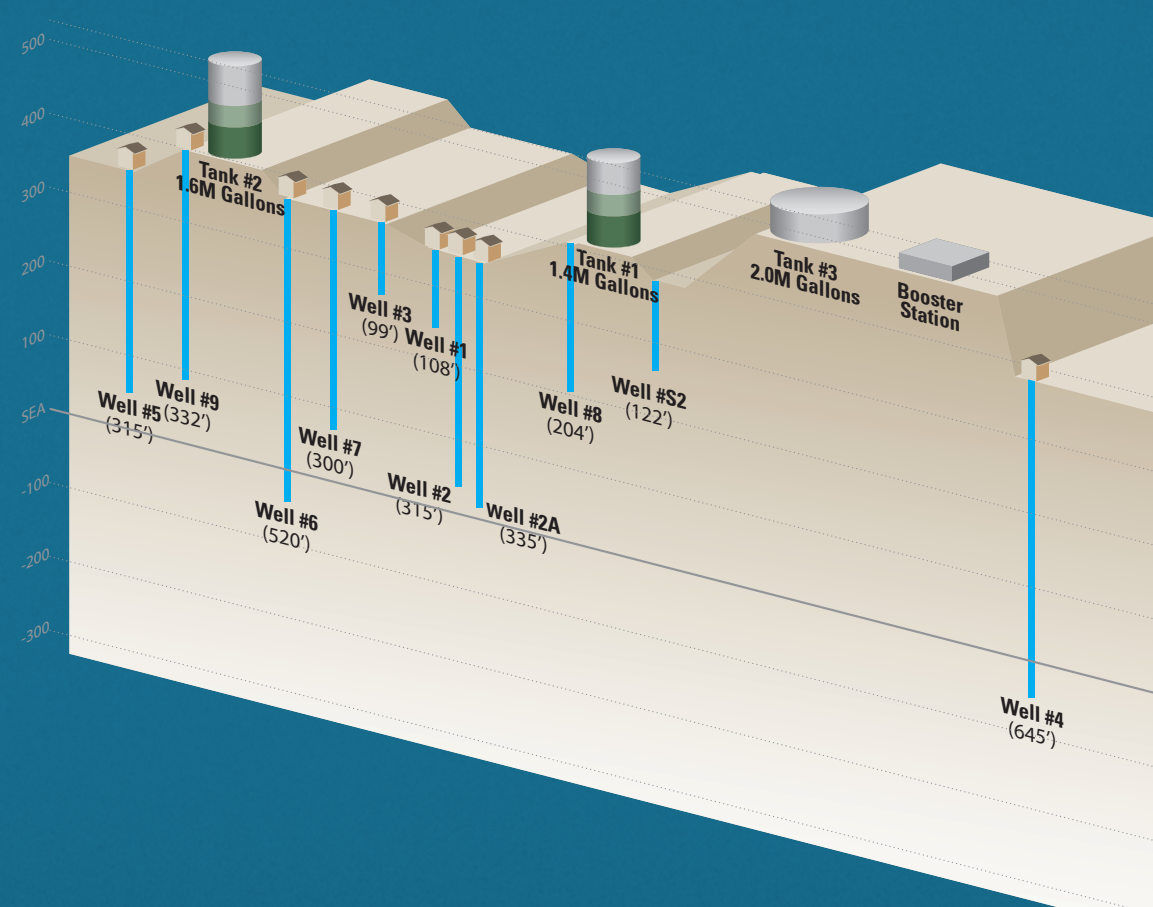 500
400
300
200
100
SEA
-100
-200
-300
Tank #2
1.6M Gallons
Tank #1
1.4M Gallons
Tank #3
2.0M Gallons
Booster
Station
Well #3
(99’)
Well #1
(108’)
Well #5
(315’)
Well #9
(332’)
Well #8
(204’)
Well #S2
(122’)
Well #7
(300’)
Well #2
(315’)
Well #6
(520’)
Well #2A
(335’)
Well #4
(645’)